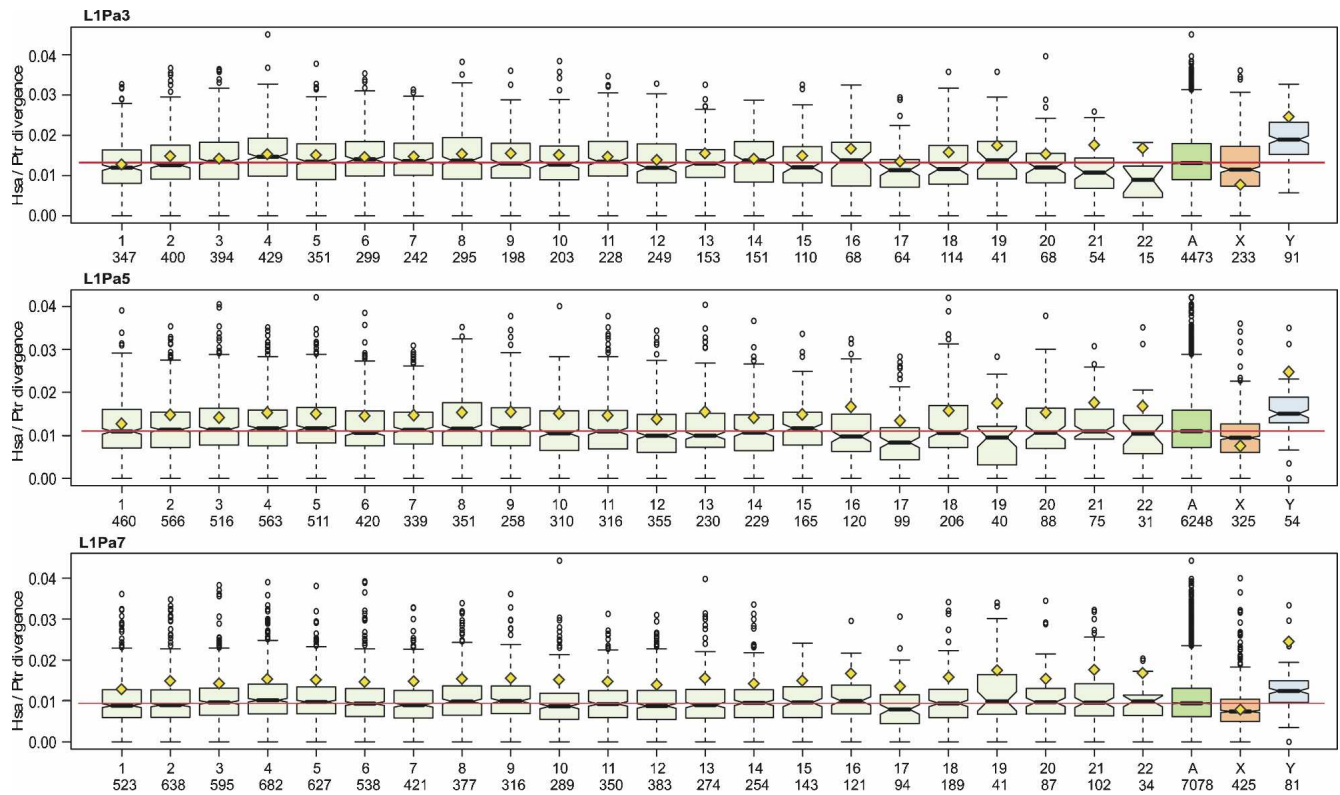 L1Pa3
Hsa / Ptr divergence
0.04
0.03
0.02
0.01
0.00
1 2 3 4 5 6 7 8 9 10 11 12 13 14 15 16 17 18 19 20 21 22 A X Y
347 400 394 429 351 299 242 295 198 203 228 249 153 151 110 68 64 114 41 68 54 15 4473 233 91
L1Pa5
Hsa / Ptr divergence
0.04
0.03
0.02
0.01
0.00
1 2 3 4 5 6 7 8 9 10 11 12 13 14 15 16 17 18 19 20 21 22 A X Y
460 566 516 563 511 420 339 351 258 310 316 355 230 229 165 120 99 206 40 88 75 31 6248 325 54
L1Pa7
Hsa / Ptr divergence
0.04
0.03
0.02
0.01
0.00
1 2 3 4 5 6 7 8 9 10 11 12 13 14 15 16 17 18 19 20 21 22 A X Y
523 638 595 682 627 538 421 377 316 289 350 383 274 254 143 121 94 189 41 87 102 34 7078 425 81